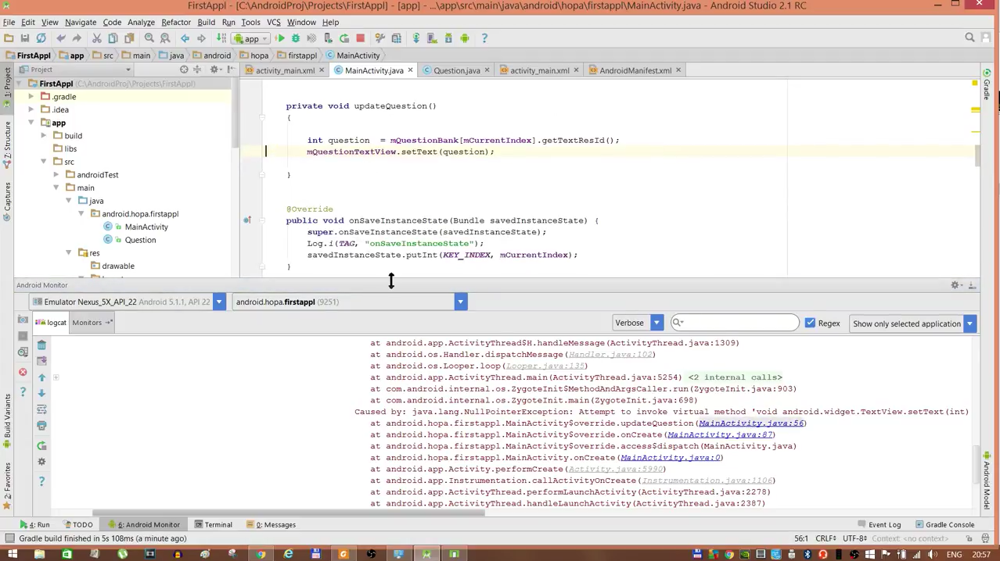 FirstAppl - [C:\AndroidProj\Projects\FirstAppl] - [app] - ...\app\src\main\java\android\hopa\firstappl\MainActivity.java - Android Studio 2.1 RC
File Edit View Navigate Code Analyze Refactor Build Run Tools VCS Window Help
app
FirstAppl app src main java android hopa firstappl MainActivity
Project
activity_main.xml MainActivity.java Question.java activity_main.xml AndroidManifest.xml
1: Project
Z: Structure
Captures
Build Variants
2: Favorites
FirstAppl (C:\AndroidProj\Projects\FirstAppl)
.gradle
.idea
app
build
libs
src
androidTest
main
java
android.hopa.firstappl
MainActivity
Question
res
drawable
private void updateQuestion()
{
int question = mQuestionBank[mCurrentIndex].getTextResId();
mQuestionTextView.setText(question);
}
@Override
public void onSaveInstanceState(Bundle savedInstanceState) {
super.onSaveInstanceState(savedInstanceState);
Log.i(TAG, "onSaveInstanceState");
savedInstanceState.putInt(KEY_INDEX, mCurrentIndex);
}
Gradle
Android Model
Android Monitor
Emulator Nexus_5X_API_22 Android 5.1.1, API 22
android.hopa.firstappl (9251)
logcat Monitors
Verbose
Regex
Show only selected application
at android.app.ActivityThread$H.handleMessage(ActivityThread.java:1309)
at android.os.Handler.dispatchMessage(Handler.java:102)
at android.os.Looper.loop(Looper.java:135)
at android.app.ActivityThread.main(ActivityThread.java:5254) <2 internal calls>
at com.android.internal.os.ZygoteInit$MethodAndArgsCaller.run(ZygoteInit.java:903)
at com.android.internal.os.ZygoteInit.main(ZygoteInit.java:698)
Caused by: java.lang.NullPointerException: Attempt to invoke virtual method 'void android.widget.TextView.setText(int)
at android.hopa.firstappl.MainActivity$override.updateQuestion(MainActivity.java:56)
at android.hopa.firstappl.MainActivity$override.onCreate(MainActivity.java:87)
at android.hopa.firstappl.MainActivity$override.access$dispatch(MainActivity.java)
at android.hopa.firstappl.MainActivity.onCreate(MainActivity.java:0)
at android.app.Activity.performCreate(Activity.java:5990)
at android.app.Instrumentation.callActivityOnCreate(Instrumentation.java:1106)
at android.app.ActivityThread.performLaunchActivity(ActivityThread.java:2278)
at android.app.ActivityThread.handleLaunchActivity(ActivityThread.java:2387)
4: Run TODO 6: Android Monitor Terminal 0: Messages Event Log Gradle Console
Gradle build finished in 5s 108ms (a minute ago) 56:1 CRLF UTF-8 Context: <no context>
ENG 20:57